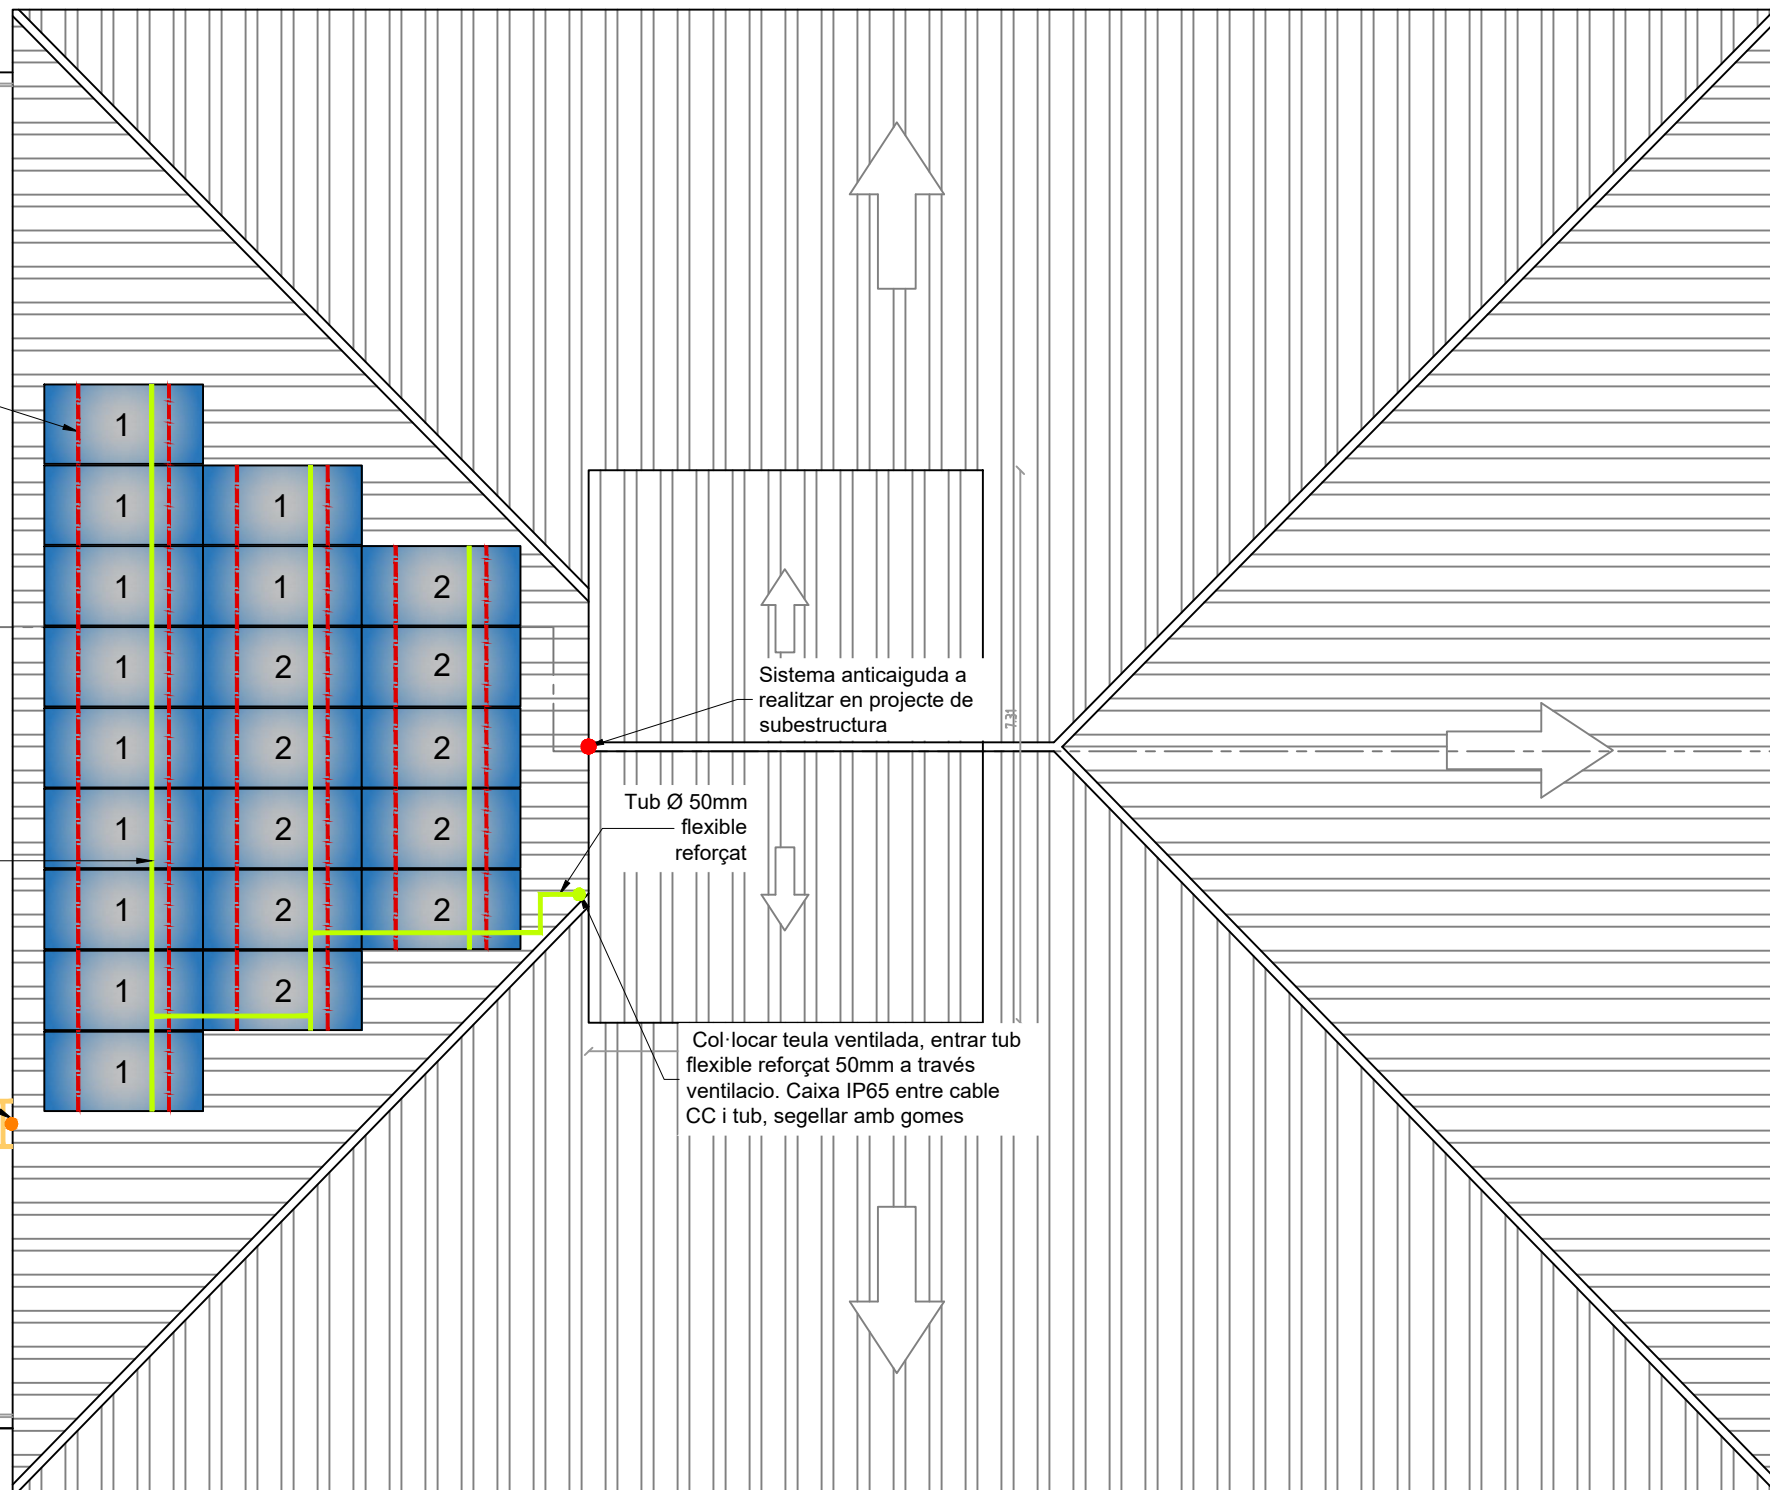 1
1
1
1
1
2
1
2
2
1
2
2
1
2
2
1
2
2
1
2
1
Sistema anticaiguda a
realitzar en projecte de
subestructura
7.31
Tub Ø 50mm
flexible
reforçat
Col·locar teula ventilada, entrar tub
flexible reforçat 50mm a través
ventilacio. Caixa IP65 entre cable
CC i tub, segellar amb gomes